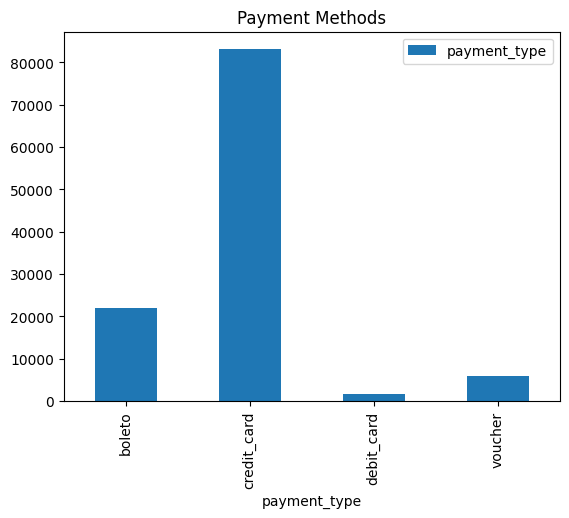 Payment Methods
payment_type
80000
70000
60000
50000
40000
30000
20000
10000
0
boleto
credit_card
debit_card
voucher
payment_type